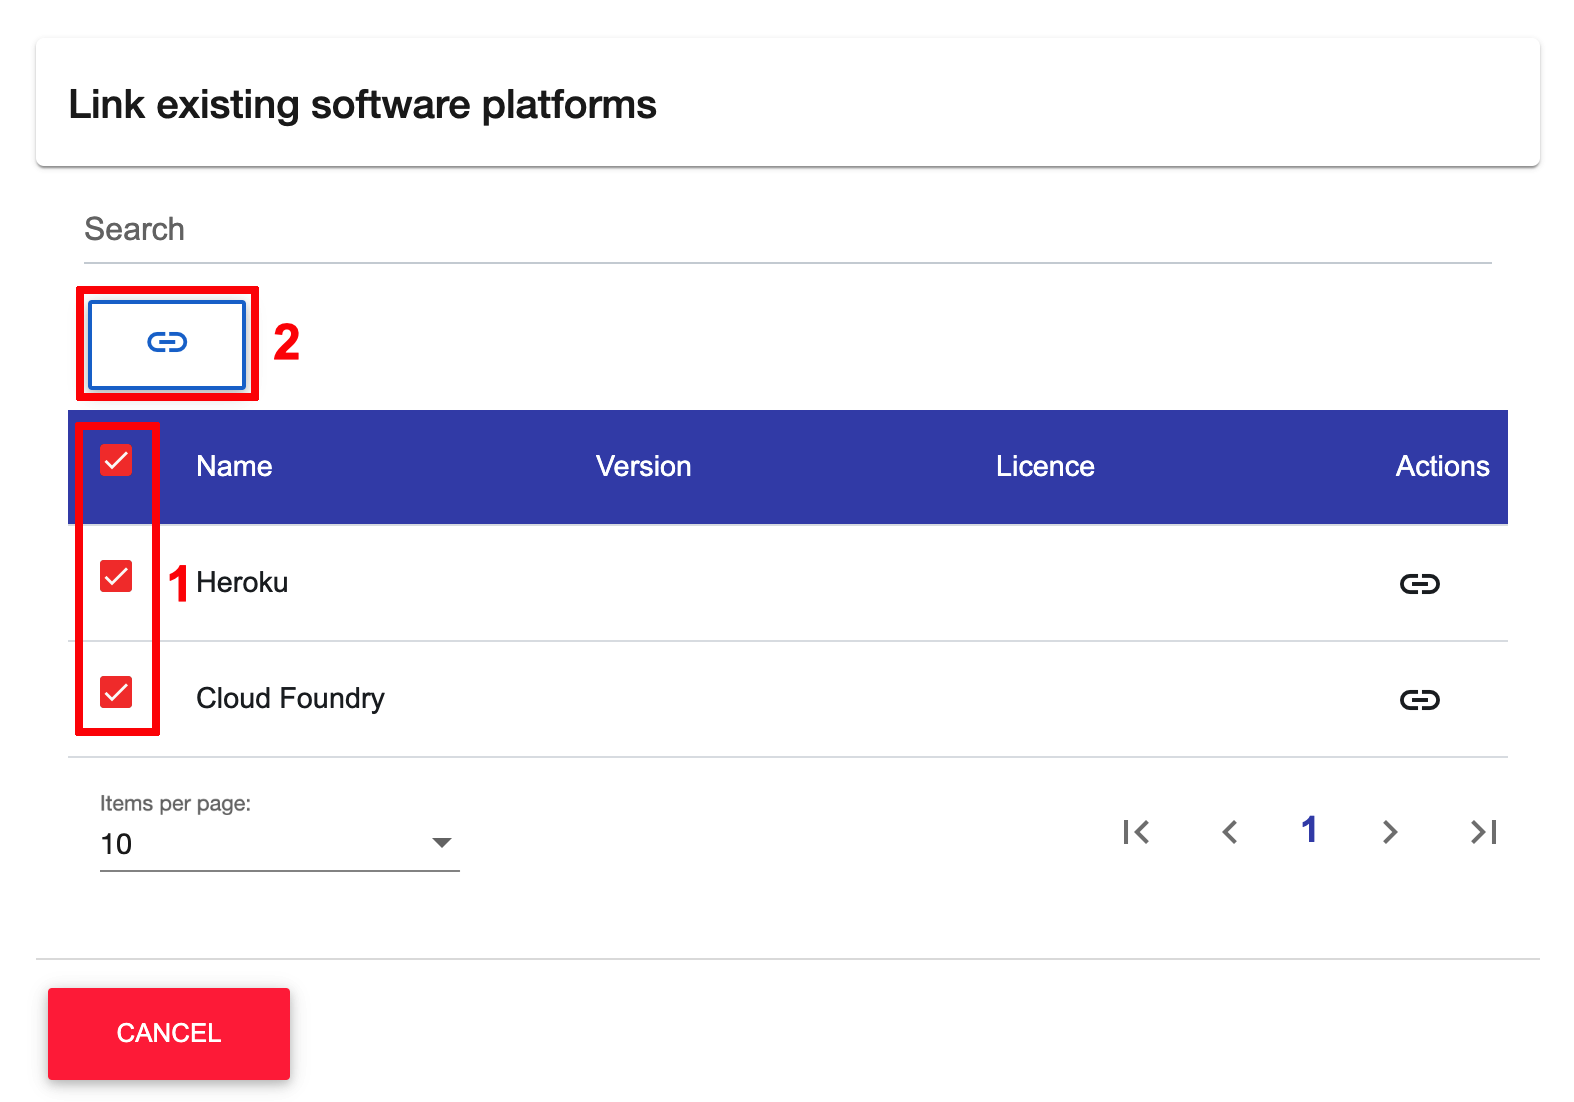 Link existing software platforms
Search
2
Name Version Licence Actions
1 Heroku
Cloud Foundry
Items per page:
10
1
CANCEL